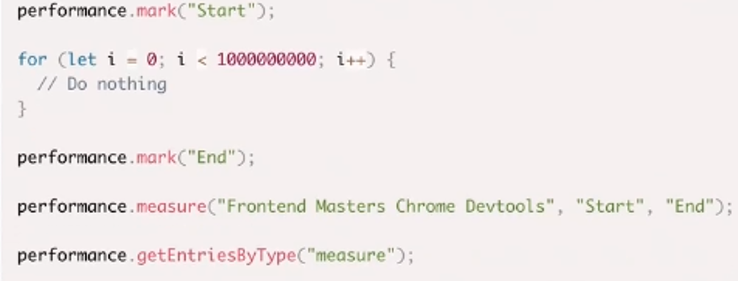 performance.mark("Start");
for (let i = 0; i < 1000000000; i++) {
// Do nothing
}
performance.mark("End");
performance.measure("Frontend Masters Chrome Devtools", "Start", "End");
performance.getEntriesByType("measure");